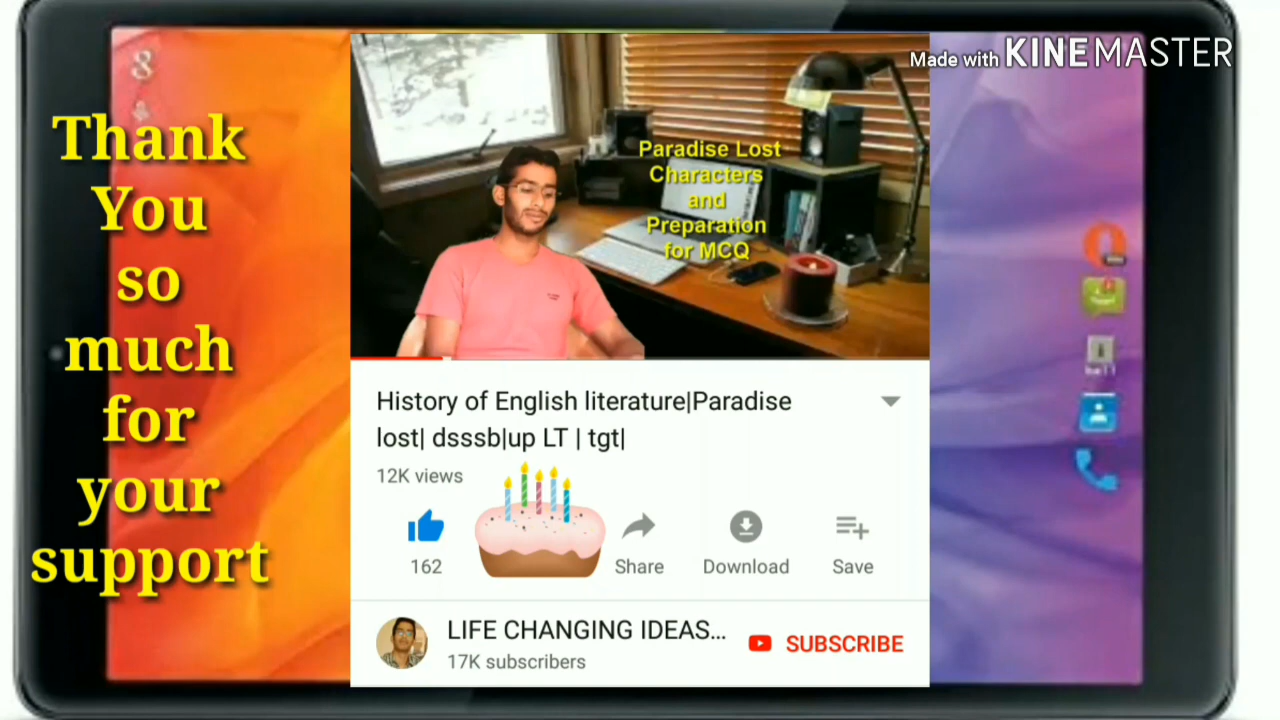 Made with KINEMASTER
8
Thank
You
so
much
for
your
support
Paradise Lost
Characters
and
Preparation
for MCQ
History of English literature|Paradise
lost| dsssb|up LT | tgt|
12K views
162
Share
Download
Save
LIFE CHANGING IDEAS...
17K subscribers
SUBSCRIBE